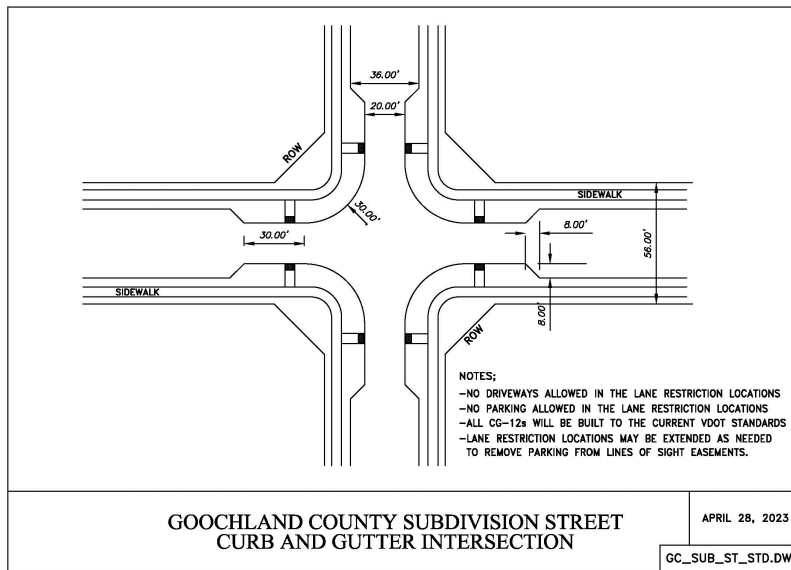 36.00'
20.00'
ROW
30.00'
SIDEWALK
30.00'
8.00'
56.00'
SIDEWALK
8.00'
ROW
NOTES;
-NO DRIVEWAYS ALLOWED IN THE LANE RESTRICTION LOCATIONS
-NO PARKING ALLOWED IN THE LANE RESTRICTION LOCATIONS
-ALL CG-12s WILL BE BUILT TO THE CURRENT VDOT STANDARDS
-LANE RESTRICTION LOCATIONS MAY BE EXTENDED AS NEEDED
TO REMOVE PARKING FROM LINES OF SIGHT EASEMENTS.
GOOCHLAND COUNTY SUBDIVISION STREET
CURB AND GUTTER INTERSECTION
APRIL 28, 2023
GC_SUB_ST_STD.DW